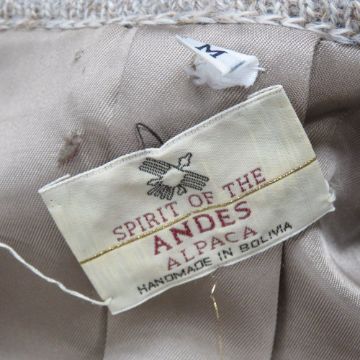 M
SPIRIT OF THE
ANDES
ALPACA
HANDMADE IN BOLIVIA